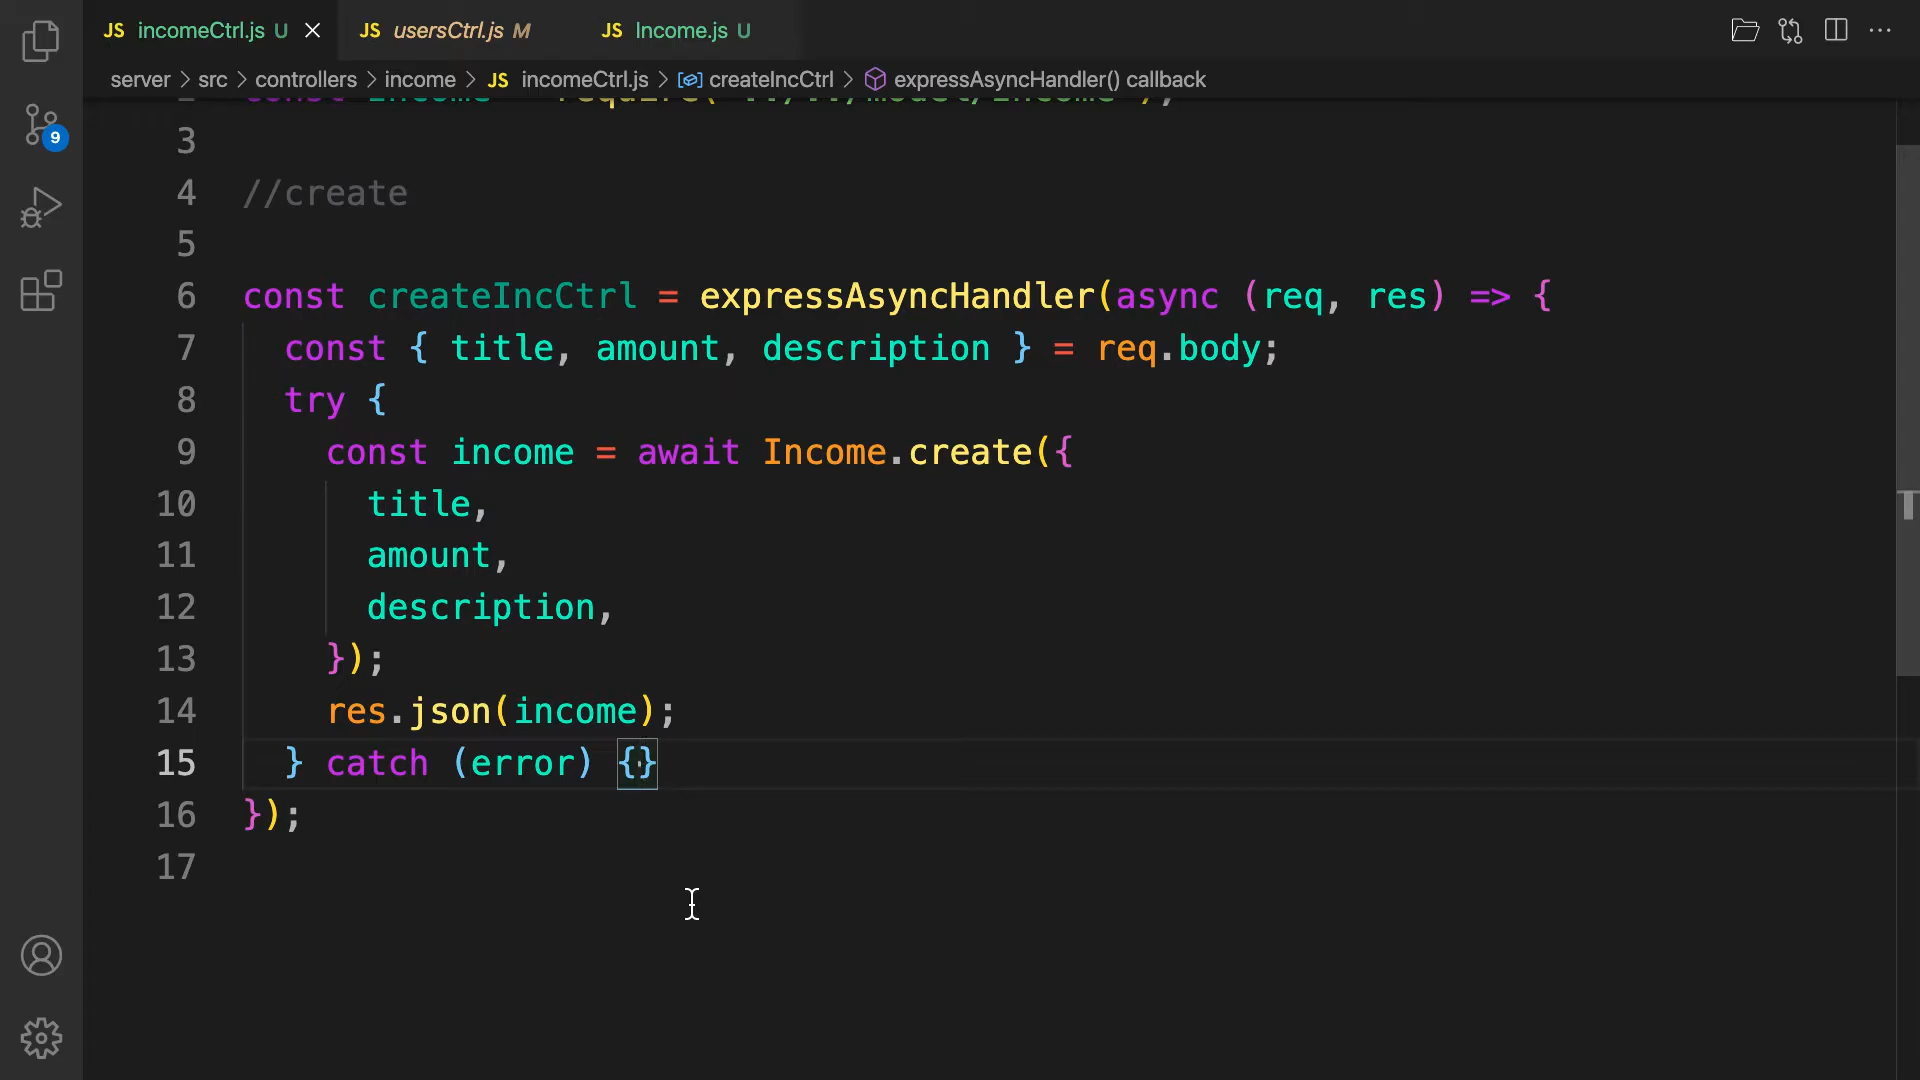 JS incomeCtrl.js U
JS usersCtrl.js M
JS Income.js U
server > src > controllers > income > JS incomeCtrl.js > createIncCtrl > expressAsyncHandler() callback
9
3
4 //create
5
6 const createIncCtrl = expressAsyncHandler(async (req, res) => {
7 const { title, amount, description } = req.body;
8 try {
9 const income = await Income.create({
10 title,
11 amount,
12 description,
13 });
14 res.json(income);
15 } catch (error) {}
16 });
17